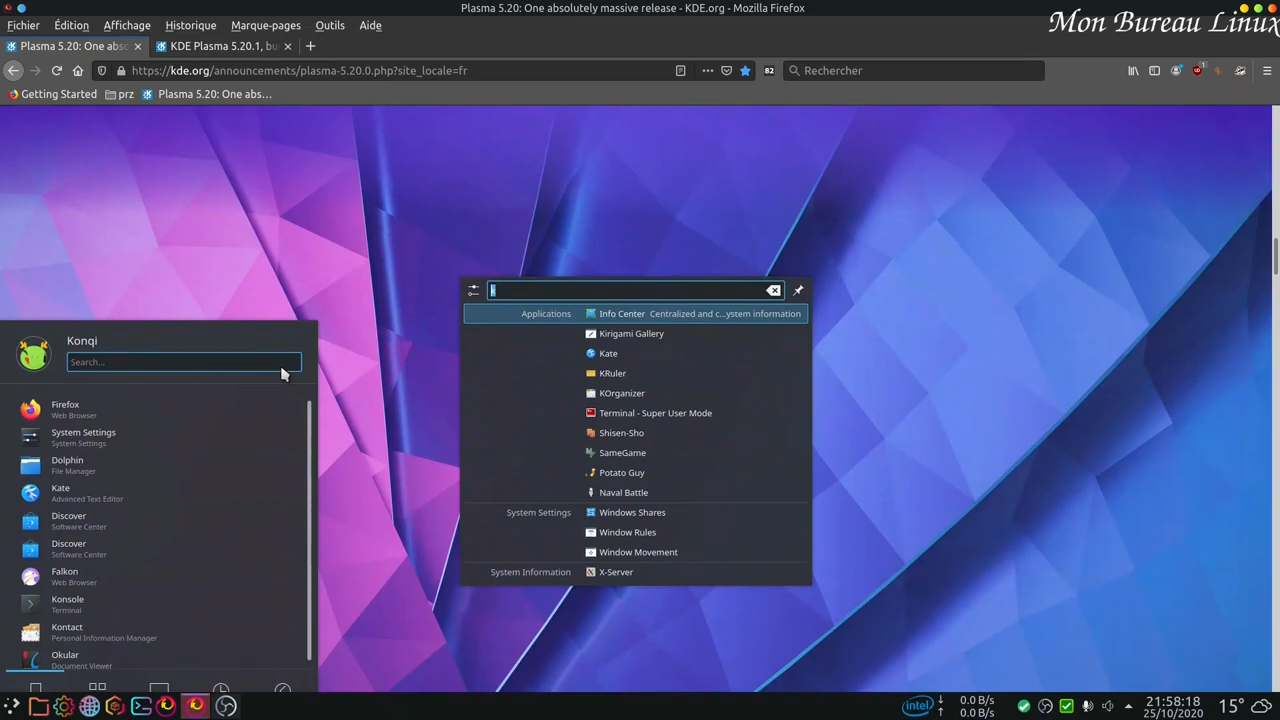 Plasma 5.20: One absolutely massive release - KDE.org - Mozilla Firefox
Fichier Édition Affichage Historique Marque-pages Outils Aide
Mon Bureau Linux
Plasma 5.20: One abs
KDE Plasma 5.20.1, bu
https://kde.org/announcements/plasma-5.20.0.php?site_locale=fr
B2
Rechercher
1
Getting Started
prz
Plasma 5.20: One abs...
k
Applications
Info Center Centralized and c...ystem information
Kirigami Gallery
Kate
KRuler
KOrganizer
Terminal - Super User Mode
Shisen-Sho
SameGame
Potato Guy
Naval Battle
System Settings
Windows Shares
Window Rules
Window Movement
System Information
X-Server
Konqi
Search...
Firefox
Web Browser
System Settings
System Settings
Dolphin
File Manager
Kate
Advanced Text Editor
Discover
Software Center
Discover
Software Center
Falkon
Web Browser
Konsole
Terminal
Kontact
Personal Information Manager
Okular
Document Viewer
intel
0.0 B/s
0.0 B/s
21:58:18
25/10/2020
15°